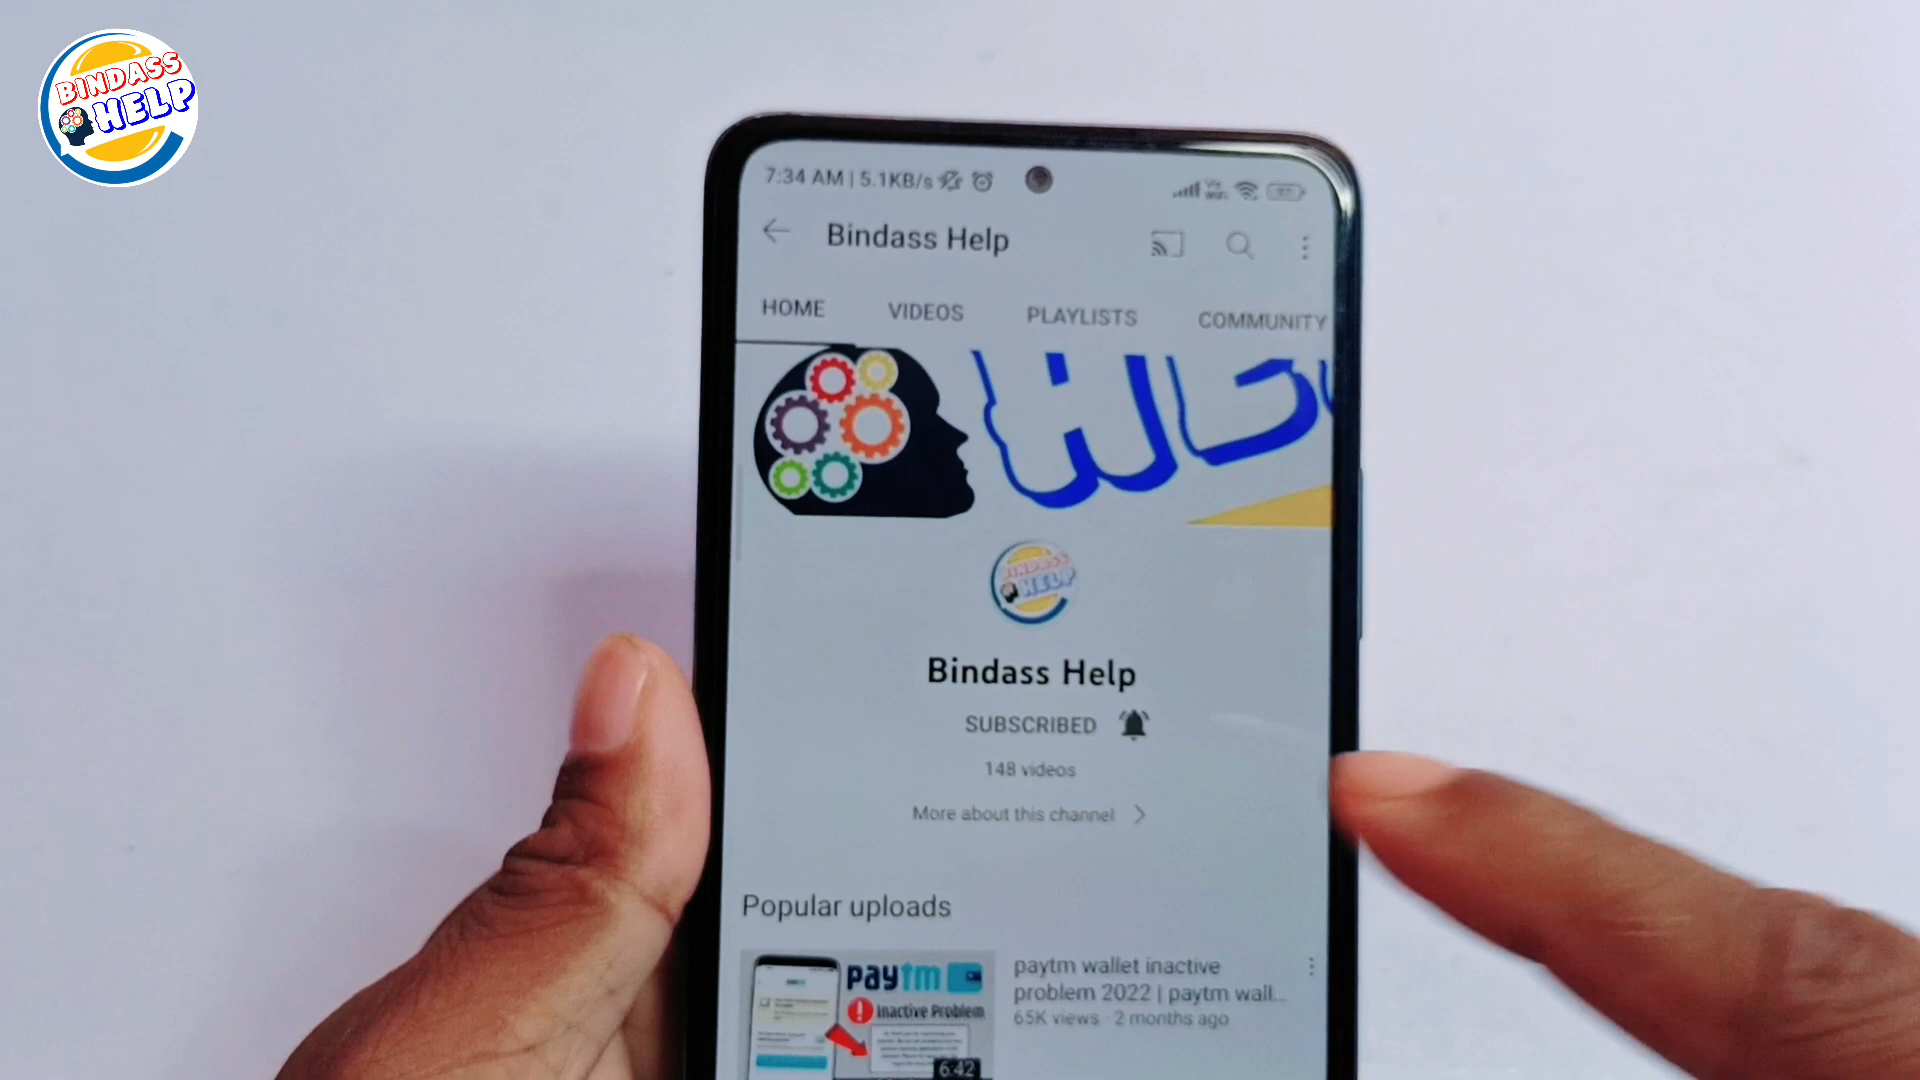 BINDASS
HELP
7:34 AM | 5.1KB/s
Bindass Help
HOME VIDEOS PLAYLISTS COMMUNITY
BINDASS
HELP
Bindass Help
SUBSCRIBED
148 videos
More about this channel
Popular uploads
paytm
Inactive Problem
6:42
paytm wallet inactive
problem 2022 | paytm wall...
65K views · 2 months ago